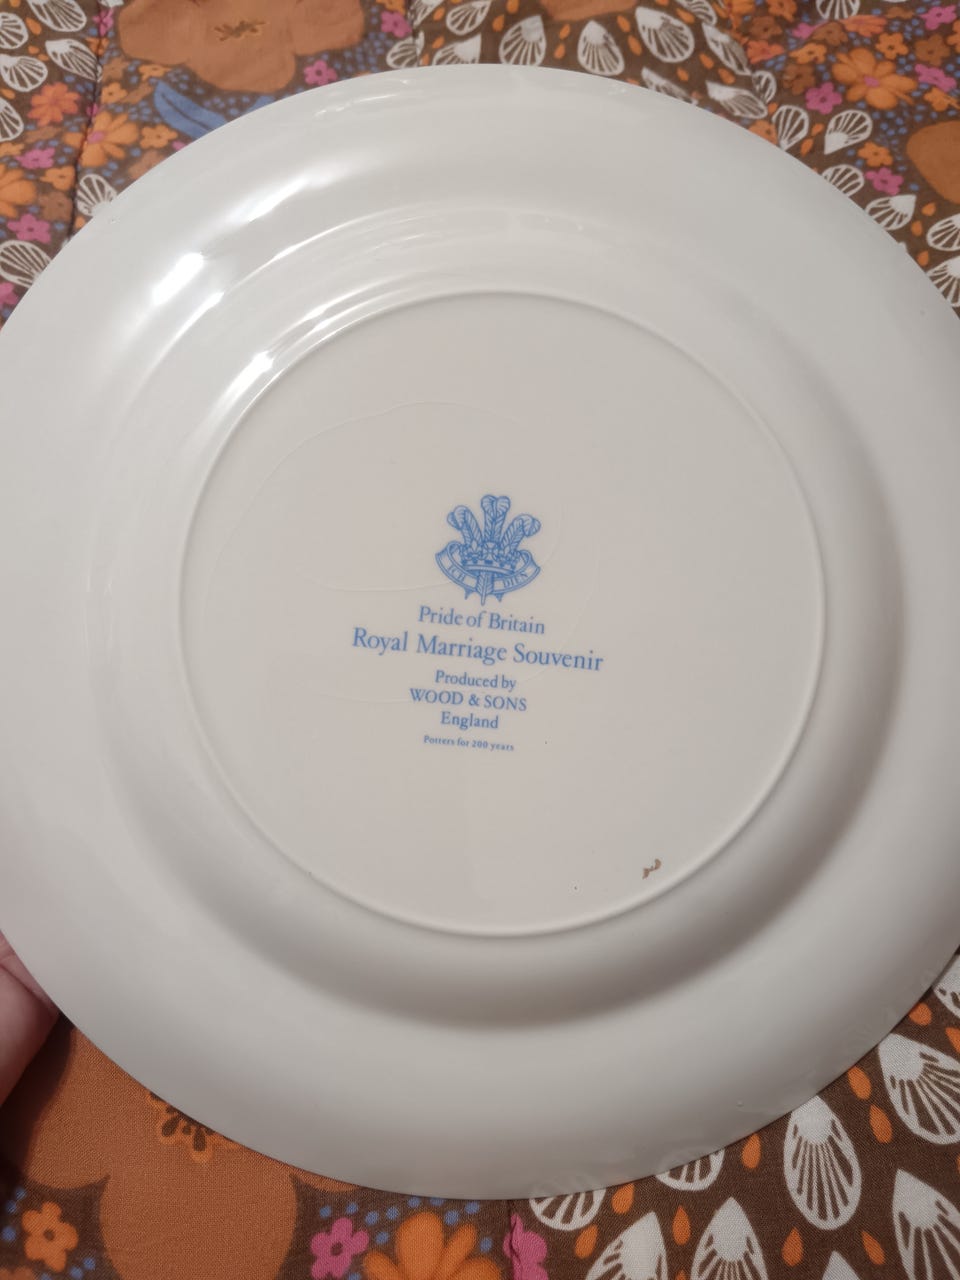 ICH DIEN
Pride of Britain
Royal Marriage Souvenir
Produced by
WOOD & SONS
England
Potters for 200 years